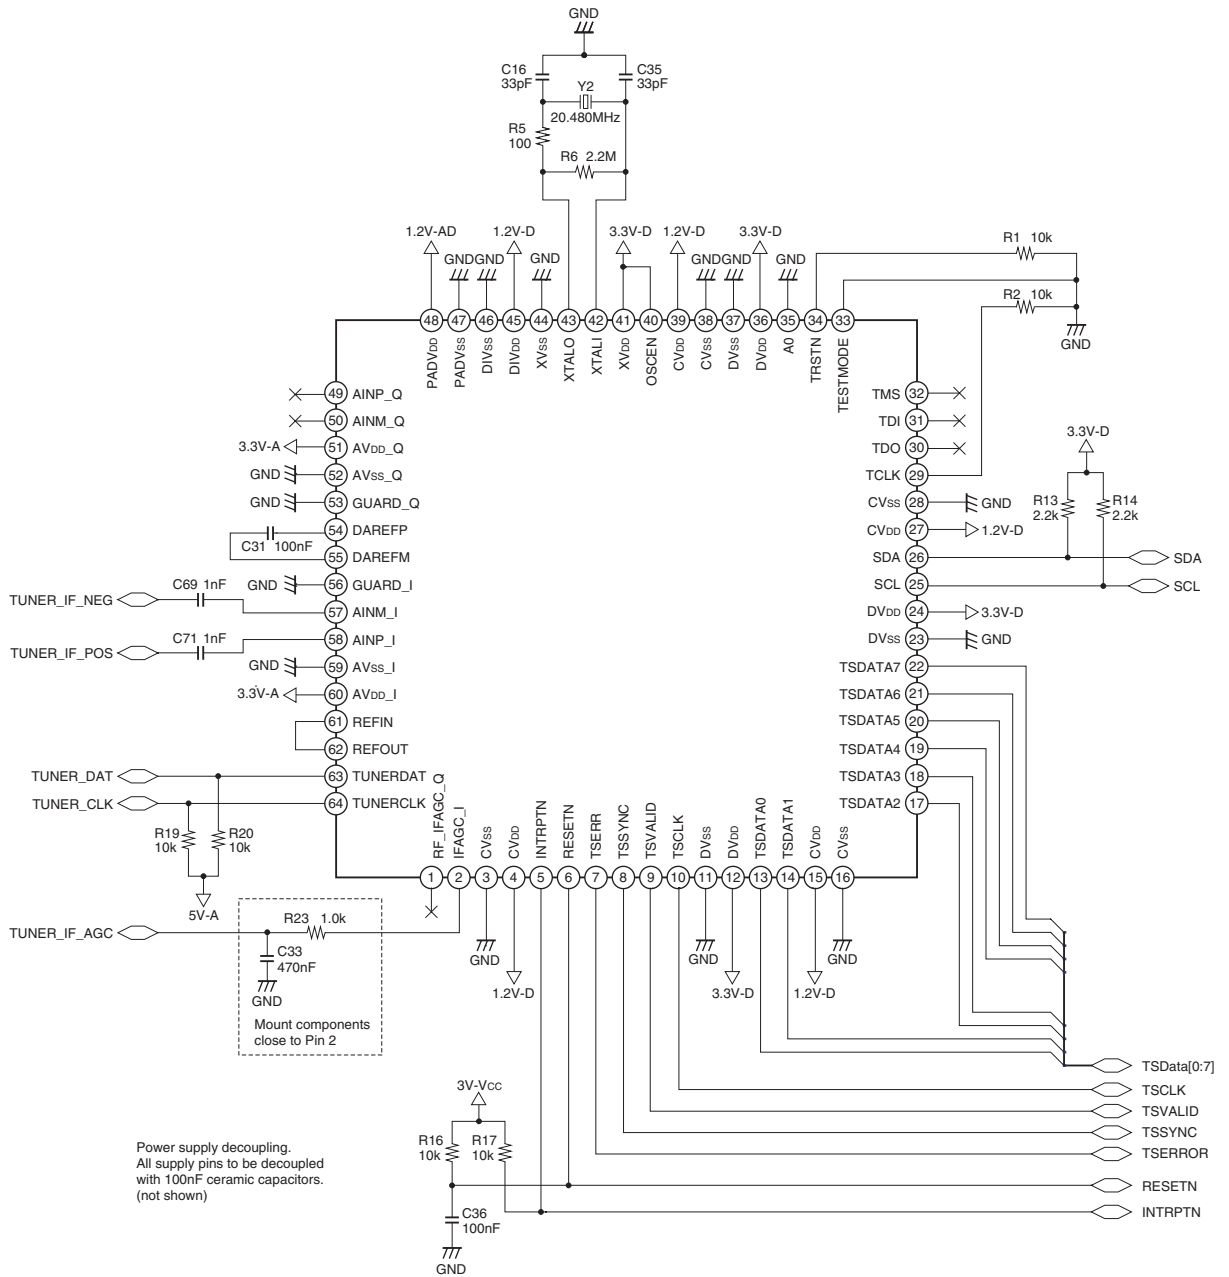 GND
C16
33pF
C35
33pF
Y2
20.480MHz
R5
100
R6 2.2M
1.2V-AD
GND
GND
1.2V-D
GND
3.3V-D
1.2V-D
GND
GND
3.3V-D
GND
R1 10k
R2 10k
GND
48 47 46 45 44 43 42 41 40 39 38 37 36 35 34 33
PADVDD
PADVSS
DIVSS
DIVDD
XVSS
XTALO
XTALI
XVDD
OSCEN
CVDD
CVSS
DVSS
DVDD
A0
TRSTN
TESTMODE
49 AINP_Q
50 AINM_Q
3.3V-A 51 AVDD_Q
GND 52 AVSS_Q
GND 53 GUARD_Q
54 DAREFP
C31 100nF
55 DAREFM
GND 56 GUARD_I
TUNER_IF_NEG C69 1nF 57 AINM_I
TUNER_IF_POS C71 1nF 58 AINP_I
GND 59 AVSS_I
3.3V-A 60 AVDD_I
61 REFIN
62 REFOUT
TUNER_DAT 63 TUNERDAT
TUNER_CLK 64 TUNERCLK
R19
10k
R20
10k
5V-A
TMS 32
TDI 31
TDO 30
TCLK 29
CVSS 28 GND
CVDD 27 1.2V-D
SDA 26 SDA
SCL 25 SCL
DVDD 24 3.3V-D
DVSS 23 GND
3.3V-D
R13
2.2k
R14
2.2k
TSDATA7 22
TSDATA6 21
TSDATA5 20
TSDATA4 19
TSDATA3 18
TSDATA2 17
RF_IFAGC_Q
IFAGC_I
CVSS
CVDD
INTRPTN
RESETN
TSERR
TSSYNC
TSVALID
TSCLK
DVSS
DVDD
TSDATA0
TSDATA1
CVDD
CVSS
1 2 3 4 5 6 7 8 9 10 11 12 13 14 15 16
TUNER_IF_AGC
R23 1.0k
C33
470nF
GND
Mount components
close to Pin 2
GND
1.2V-D
GND
3.3V-D
1.2V-D
GND
TSData[0:7]
TSCLK
TSVALID
TSSYNC
TSERROR
RESETN
INTRPTN
3V-VCC
R16
10k
R17
10k
C36
100nF
GND
Power supply decoupling.
All supply pins to be decoupled
with 100nF ceramic capacitors.
(not shown)